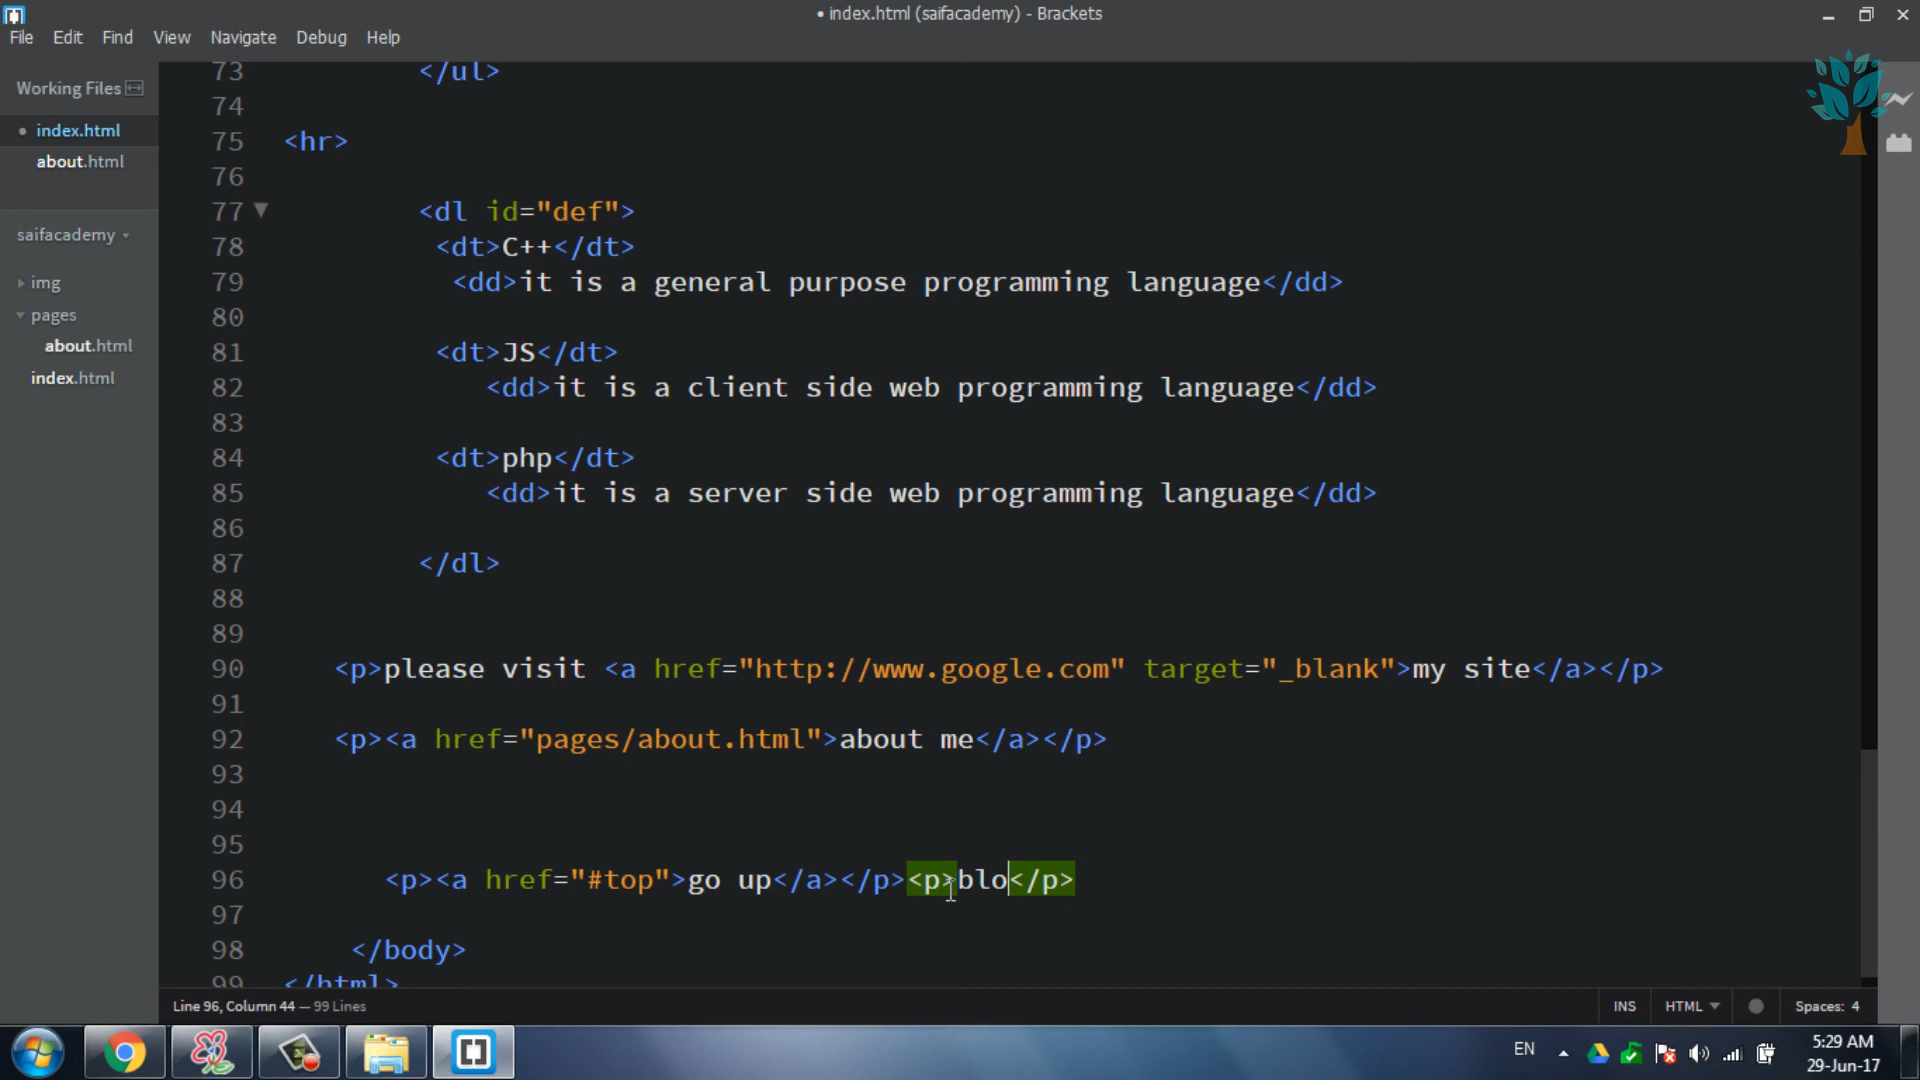 index.html (saifacademy) - Brackets
File Edit Find View Navigate Debug Help
Working Files
index.html
about.html
saifacademy
img
pages
about.html
index.html
73 </ul>
74
75 <hr>
76
77 <dl id="def">
78 <dt>C++</dt>
79 <dd>it is a general purpose programming language</dd>
80
81 <dt>JS</dt>
82 <dd>it is a client side web programming language</dd>
83
84 <dt>php</dt>
85 <dd>it is a server side web programming language</dd>
86
87 </dl>
88
89
90 <p>please visit <a href="http://www.google.com" target="_blank">my site</a></p>
91
92 <p><a href="pages/about.html">about me</a></p>
93
94
95
96 <p><a href="#top">go up</a></p><p>blo</p>
97
98 </body>
99 </html>
Line 96, Column 44 — 99 Lines
INS HTML Spaces: 4
EN
5:29 AM
29-Jun-17